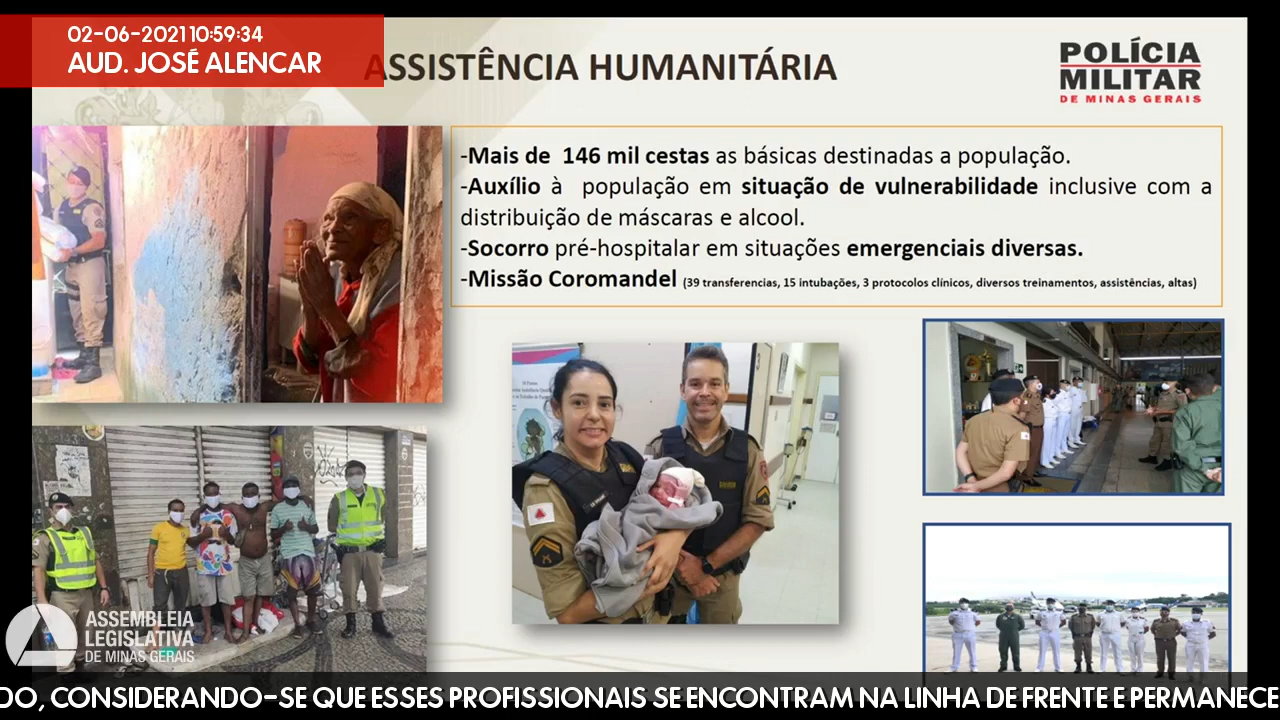 02-06-2021 10:59:34
AUD. JOSÉ ALENCAR
ASSISTÊNCIA HUMANITÁRIA
POLÍCIA
MILITAR
DE MINAS GERAIS
-Mais de 146 mil cestas as básicas destinadas a população.
-Auxílio à população em situação de vulnerabilidade inclusive com a
distribuição de máscaras e alcool.
-Socorro pré-hospitalar em situações emergenciais diversas.
-Missão Coromandel (39 transferencias, 15 intubações, 3 protocolos clínicos, diversos treinamentos, assistências, altas)
ASSEMBLEIA
LEGISLATIVA
DE MINAS GERAIS
DO, CONSIDERANDO-SE QUE ESSES PROFISSIONAIS SE ENCONTRAM NA LINHA DE FRENTE E PERMANECE